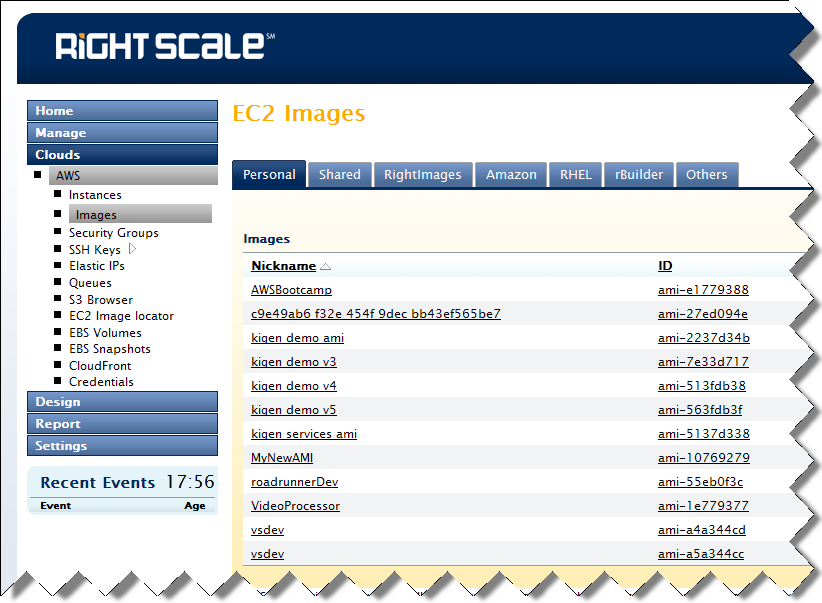 RIGHT SCALE℠
EC2 Images
Home
Manage
Clouds
AWS
Instances
Images
Security Groups
SSH Keys
Elastic IPs
Queues
S3 Browser
EC2 Image locator
EBS Volumes
EBS Snapshots
CloudFront
Credentials
Design
Report
Settings
Recent Events 17:56
Event Age
Personal Shared RightImages Amazon RHEL rBuilder Others
Images
Nickname ID
AWSBootcamp ami-e1779388
c9e49ab6 f32e 454f 9dec bb43ef565be7 ami-27ed094e
kigen demo ami ami-2237d34b
kigen demo v3 ami-7e33d717
kigen demo v4 ami-513fdb38
kigen demo v5 ami-563fdb3f
kigen services ami ami-5137d338
MyNewAMI ami-10769279
roadrunnerDev ami-55eb0f3c
VideoProcessor ami-1e779377
vsdev ami-a4a344cd
vsdev ami-a5a344cc